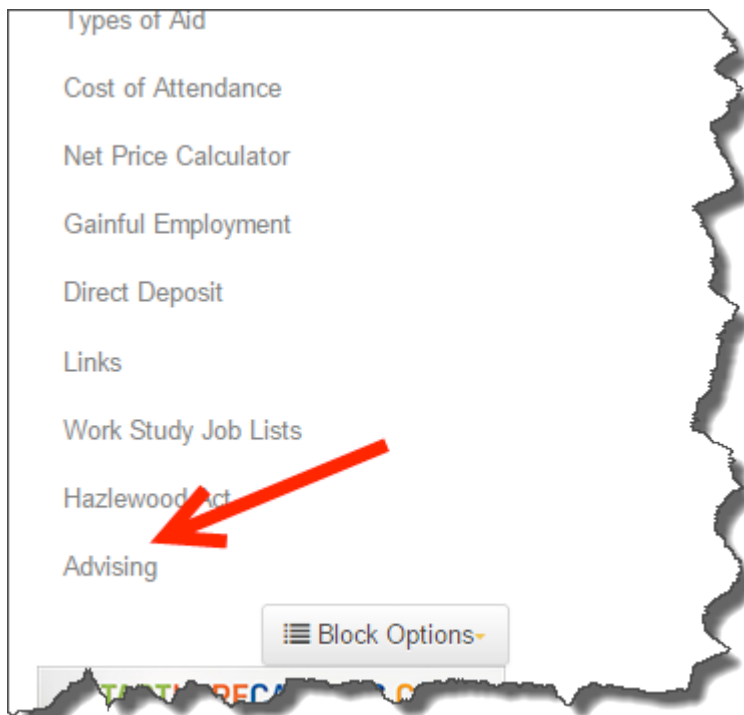 Types of Aid
Cost of Attendance
Net Price Calculator
Gainful Employment
Direct Deposit
Links
Work Study Job Lists
Hazlewood Act
Advising
Block Options